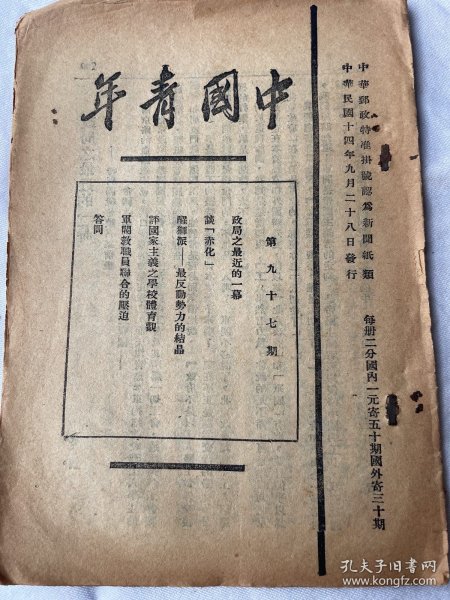 中華郵政特准掛號認爲新聞紙類
中華民國十四年九月二十八日發行
每册二分國內一元寄五十期國外寄三十期
中國青年
第九十七期
政局之最近的一幕
談「赤化」
醒獅派——最反動勢力的結晶
評國家主義之學校體育觀
軍閥教職員聯合的壓迫
答問
孔夫子旧书网
www.kongfz.com